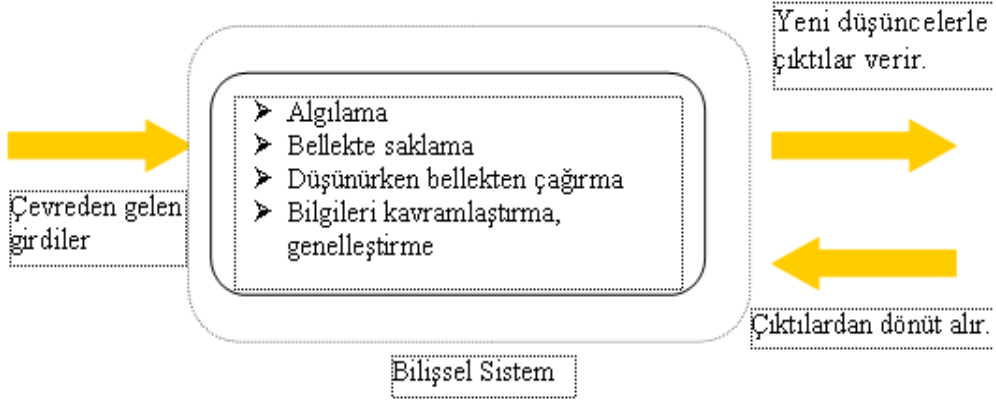 Yeni düşüncelerle
çıktılar verir.
➤ Algılama
➤ Bellekte saklama
➤ Düşünürken bellekten çağırma
➤ Bilgileri kavramlaştırma,
genelleştirme
Çevreden gelen
girdiler
Çıktılardan dönüt alır.
Bilişsel Sistem